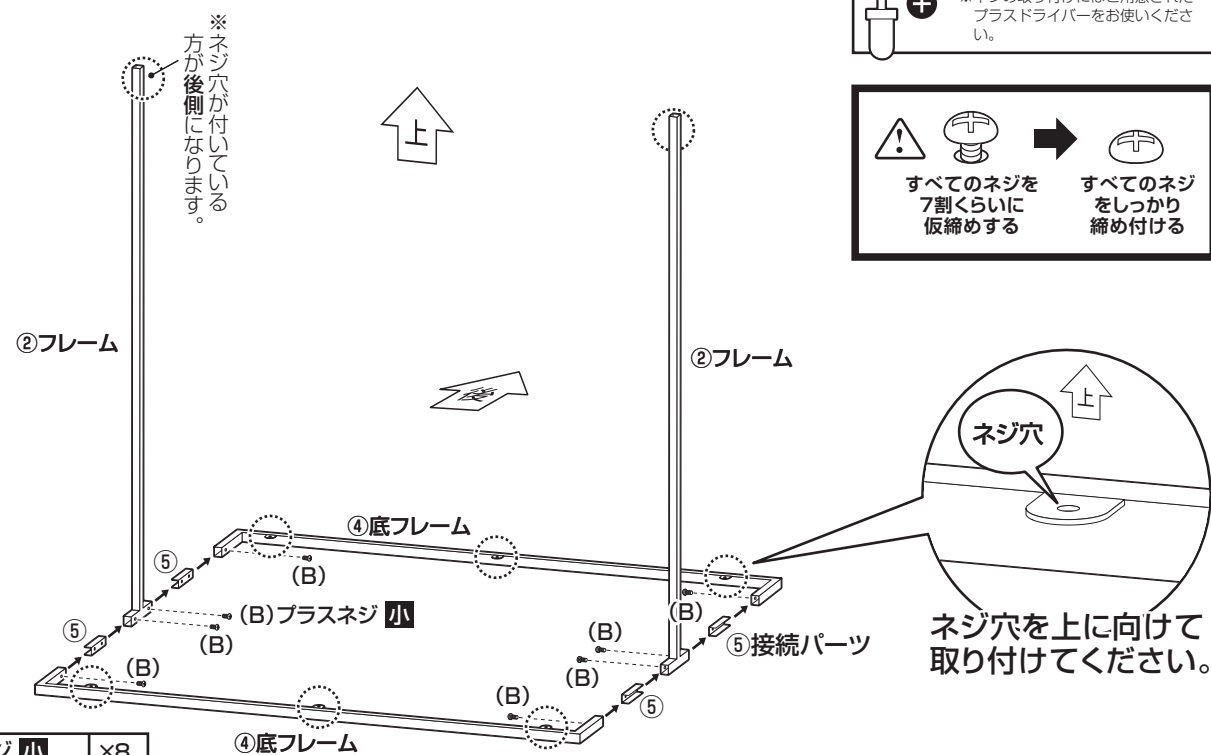 ※ネジ穴が付いている
方が後側になります。
上
プラスドライバーをお使いくださ
い。
すべてのネジを
7割くらいに
仮締めする
すべてのネジ
をしっかり
締め付ける
②フレーム
②フレーム
後
上
ネジ穴
④底フレーム
⑤
(B)
(B)プラスネジ 小
(B)
⑤
(B)
(B)
(B)
(B)
(B)
⑤接続パーツ
⑤
④底フレーム
ネジ穴を上に向けて
取り付けてください。
ジ 小 ×8